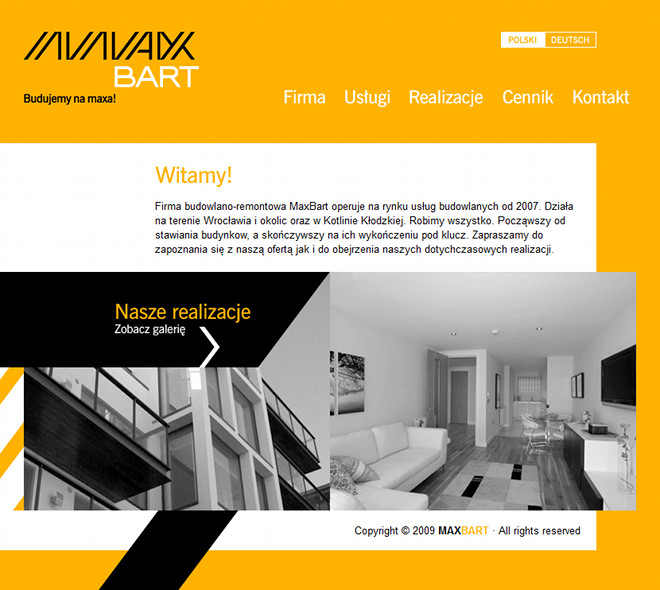 MAXX
BART
Budujemy na maxa!
POLSKI DEUTSCH
Firma Usługi Realizacje Cennik Kontakt
Witamy!
Firma budowlano-remontowa MaxBart operuje na rynku usług budowlanych od 2007. Działa
na terenie Wrocławia i okolic oraz w Kotlinie Kłodzkiej. Robimy wszystko. Począwszy od
stawiania budynkow, a skończywszy na ich wykończeniu pod klucz. Zapraszamy do
zapoznania się z naszą ofertą jak i do obejrzenia naszych dotychczasowych realizacji.
Nasze realizacje
Zobacz galerię
Copyright © 2009 MAXBART · All rights reserved